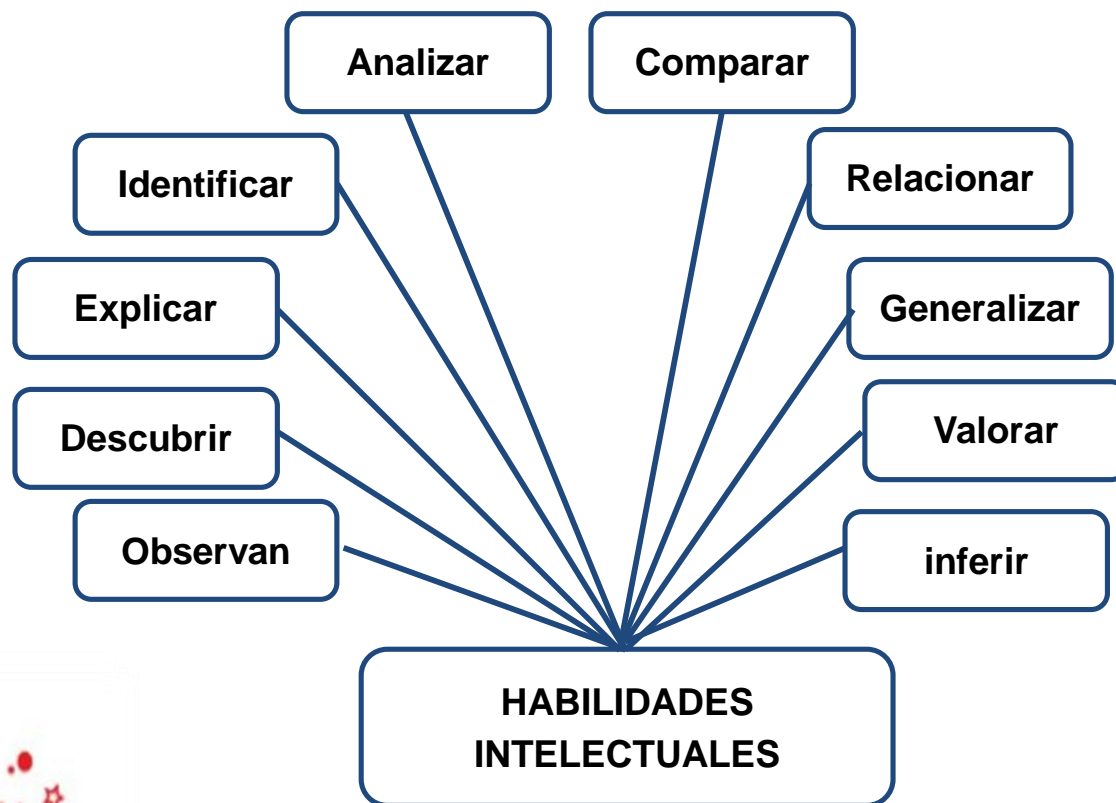 Analizar
Comparar
Identificar
Relacionar
Explicar
Generalizar
Descubrir
Valorar
Observan
inferir
HABILIDADES
INTELECTUALES